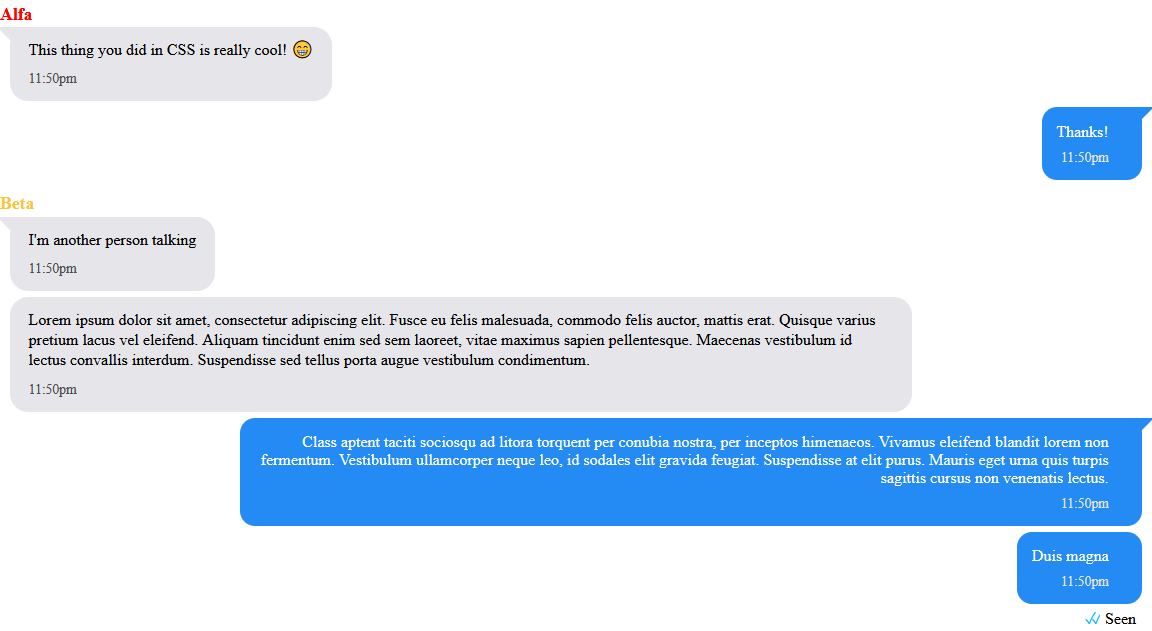 Alfa
This thing you did in CSS is really cool! 😁
11:50pm
Thanks!
11:50pm
Beta
I'm another person talking
11:50pm
Lorem ipsum dolor sit amet, consectetur adipiscing elit. Fusce eu felis malesuada, commodo felis auctor, mattis erat. Quisque varius
pretium lacus vel eleifend. Aliquam tincidunt enim sed sem laoreet, vitae maximus sapien pellentesque. Maecenas vestibulum id
lectus convallis interdum. Suspendisse sed tellus porta augue vestibulum condimentum.
11:50pm
Class aptent taciti sociosqu ad litora torquent per conubia nostra, per inceptos himenaeos. Vivamus eleifend blandit lorem non
fermentum. Vestibulum ullamcorper neque leo, id sodales elit gravida feugiat. Suspendisse at elit purus. Mauris eget urna quis turpis
sagittis cursus non venenatis lectus.
11:50pm
Duis magna
11:50pm
Seen